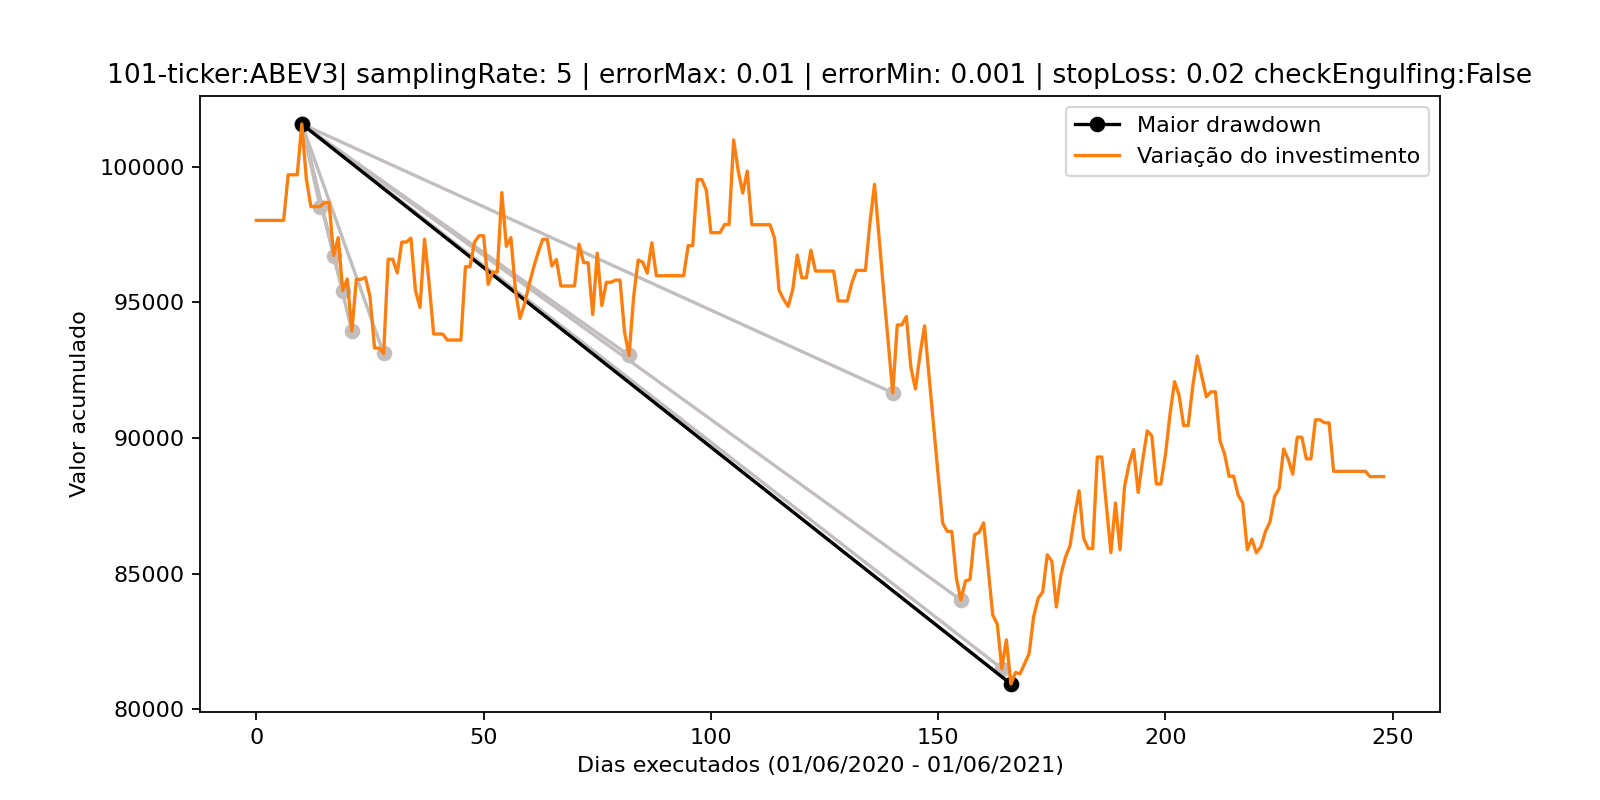 101-ticker:ABEV3| samplingRate: 5 | errorMax: 0.01 | errorMin: 0.001 | stopLoss: 0.02 checkEngulfing:False
Maior drawdown
Variação do investimento
Valor acumulado
100000
95000
90000
85000
80000
0 50 100 150 200 250
Dias executados (01/06/2020 - 01/06/2021)